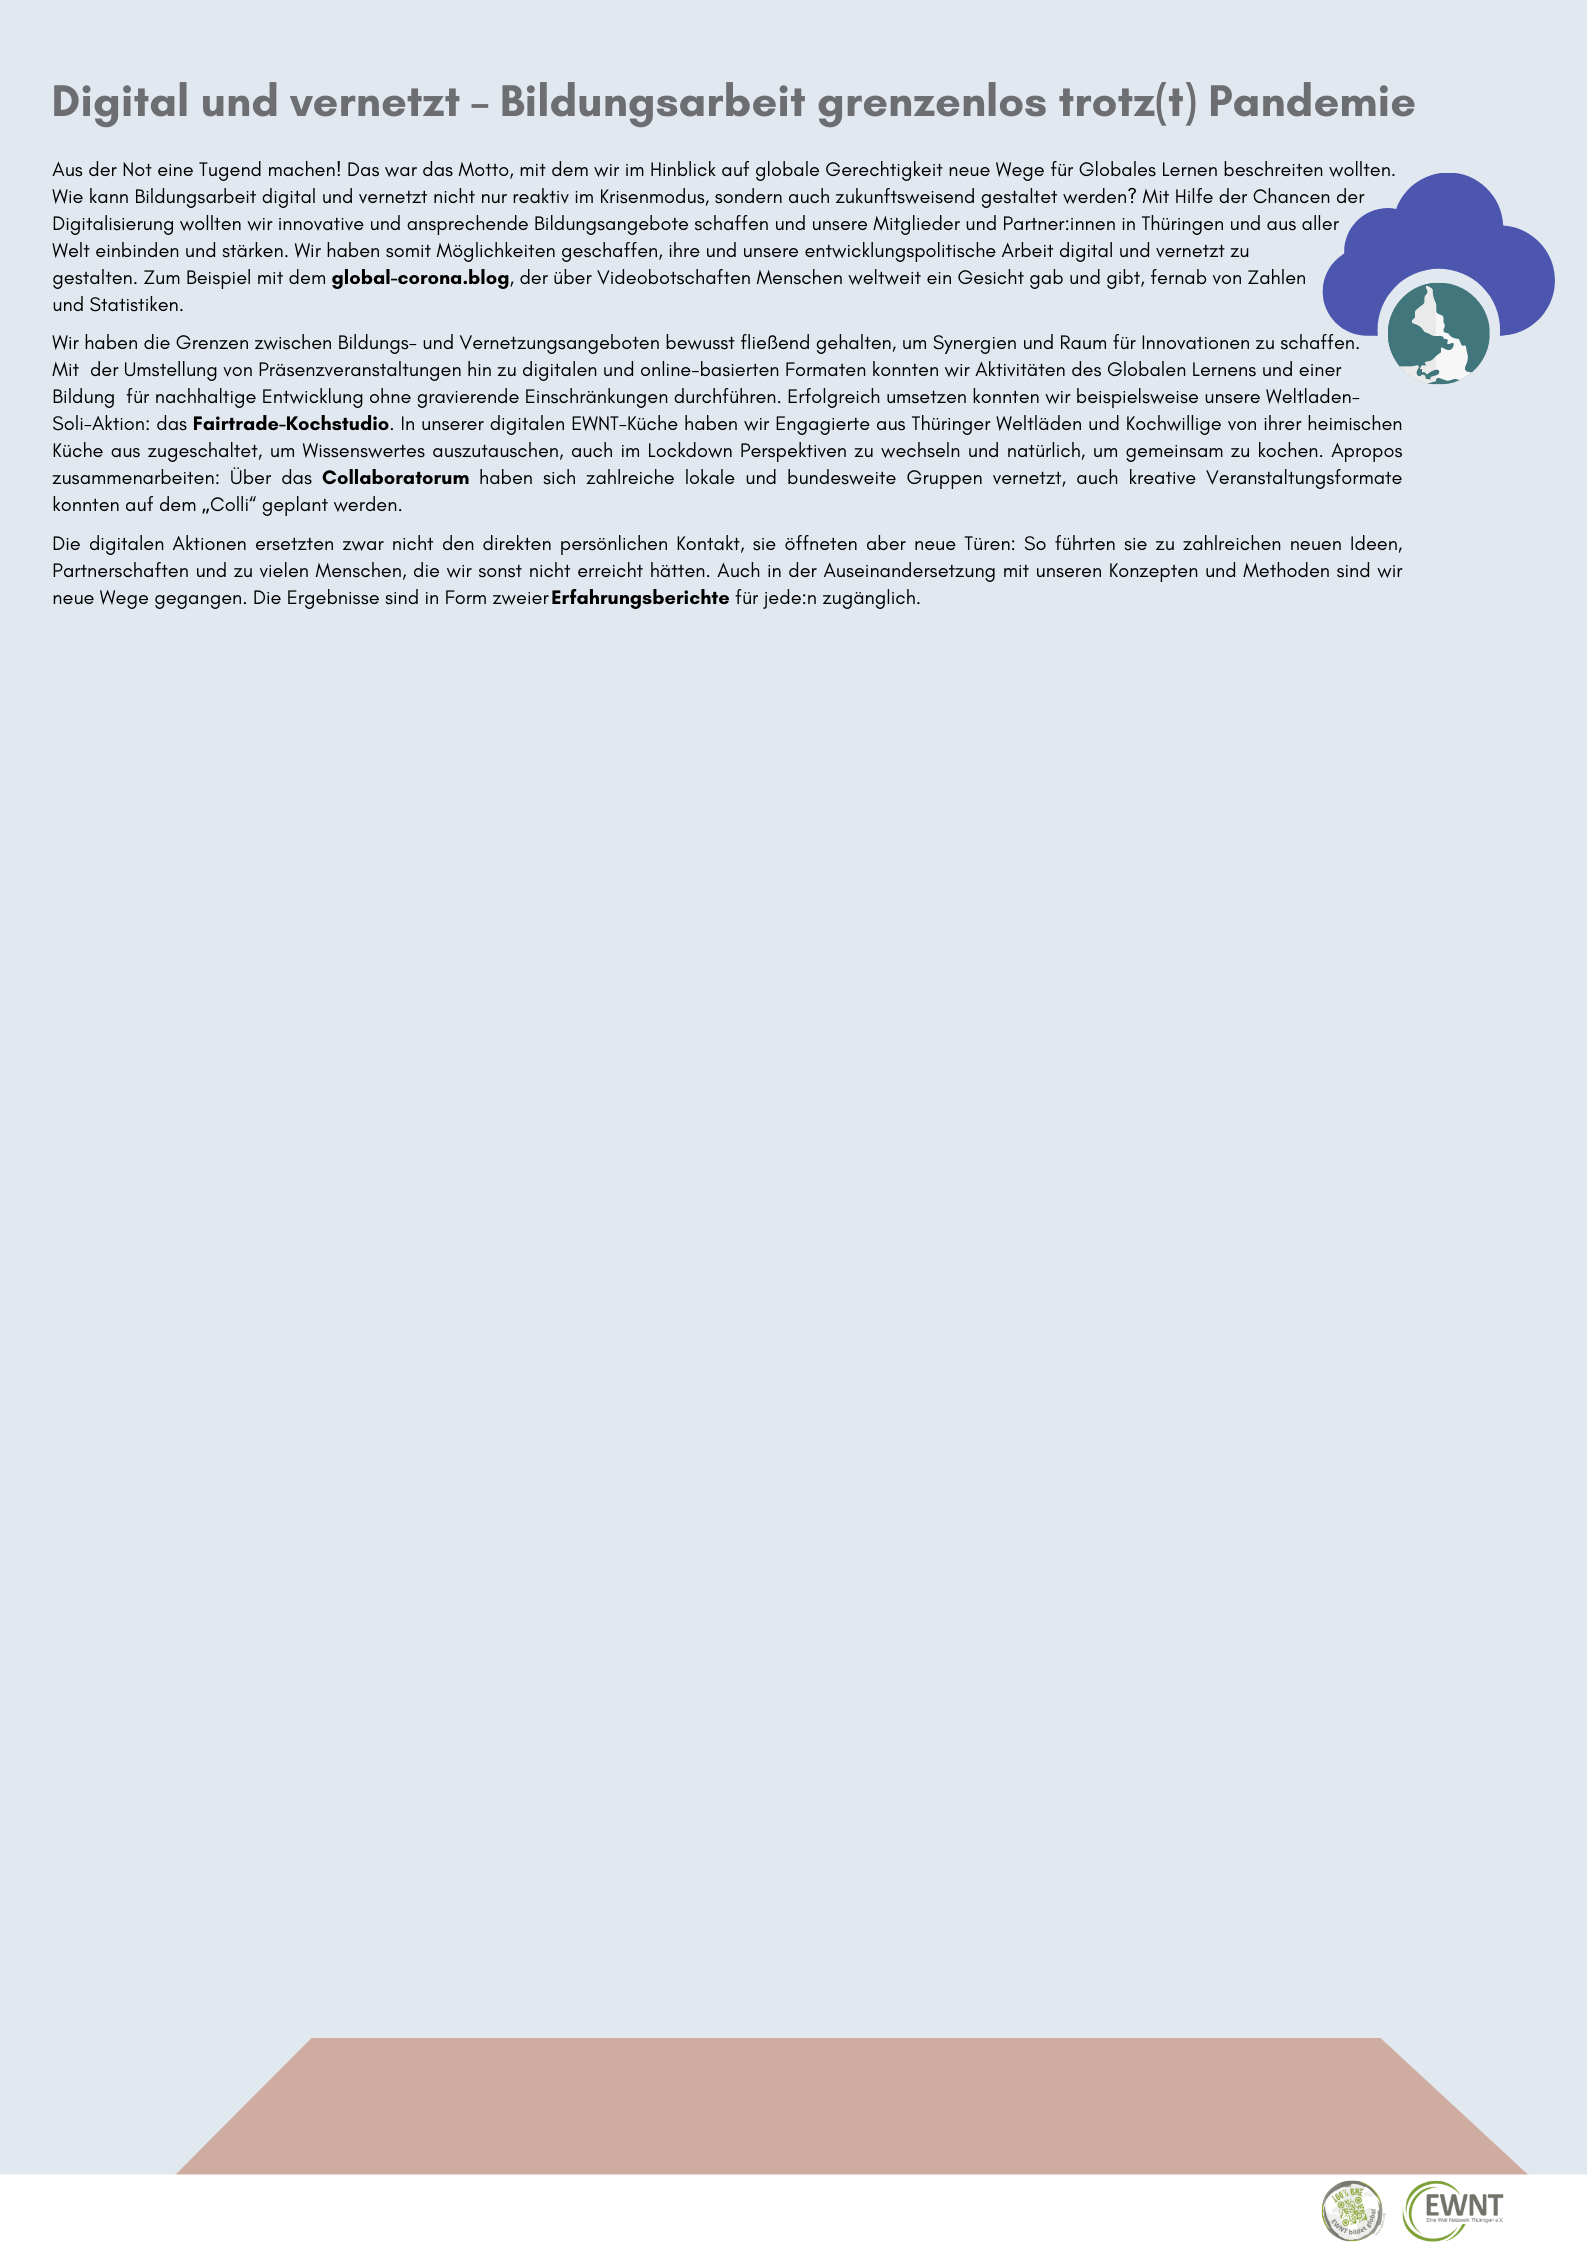 Digital und vernetzt – Bildungsarbeit grenzenlos trotz(t) Pandemie
Aus der Not eine Tugend machen! Das war das Motto, mit dem wir im Hinblick auf globale Gerechtigkeit neue Wege für Globales Lernen beschreiten wollten.
Wie kann Bildungsarbeit digital und vernetzt nicht nur reaktiv im Krisenmodus, sondern auch zukunftsweisend gestaltet werden? Mit Hilfe der Chancen der
Digitalisierung wollten wir innovative und ansprechende Bildungsangebote schaffen und unsere Mitglieder und Partner:innen in Thüringen und aus aller
Welt einbinden und stärken. Wir haben somit Möglichkeiten geschaffen, ihre und unsere entwicklungspolitische Arbeit digital und vernetzt zu
gestalten. Zum Beispiel mit dem global-corona.blog, der über Videobotschaften Menschen weltweit ein Gesicht gab und gibt, fernab von Zahlen
und Statistiken.
Wir haben die Grenzen zwischen Bildungs- und Vernetzungsangeboten bewusst fließend gehalten, um Synergien und Raum für Innovationen zu schaffen.
Mit der Umstellung von Präsenzveranstaltungen hin zu digitalen und online-basierten Formaten konnten wir Aktivitäten des Globalen Lernens und einer
Bildung für nachhaltige Entwicklung ohne gravierende Einschränkungen durchführen. Erfolgreich umsetzen konnten wir beispielsweise unsere Weltladen-
Soli-Aktion: das Fairtrade-Kochstudio. In unserer digitalen EWNT-Küche haben wir Engagierte aus Thüringer Weltläden und Kochwillige von ihrer heimischen
Küche aus zugeschaltet, um Wissenswertes auszutauschen, auch im Lockdown Perspektiven zu wechseln und natürlich, um gemeinsam zu kochen. Apropos
zusammenarbeiten: Über das Collaboratorum haben sich zahlreiche lokale und bundesweite Gruppen vernetzt, auch kreative Veranstaltungsformate
konnten auf dem „Colli“ geplant werden.
Die digitalen Aktionen ersetzten zwar nicht den direkten persönlichen Kontakt, sie öffneten aber neue Türen: So führten sie zu zahlreichen neuen Ideen,
Partnerschaften und zu vielen Menschen, die wir sonst nicht erreicht hätten. Auch in der Auseinandersetzung mit unseren Konzepten und Methoden sind wir
neue Wege gegangen. Die Ergebnisse sind in Form zweier Erfahrungsberichte für jede:n zugänglich.
100% BNE
EWNT bildet global
EWNT
Eine Welt Netzwerk Thüringen e.V.